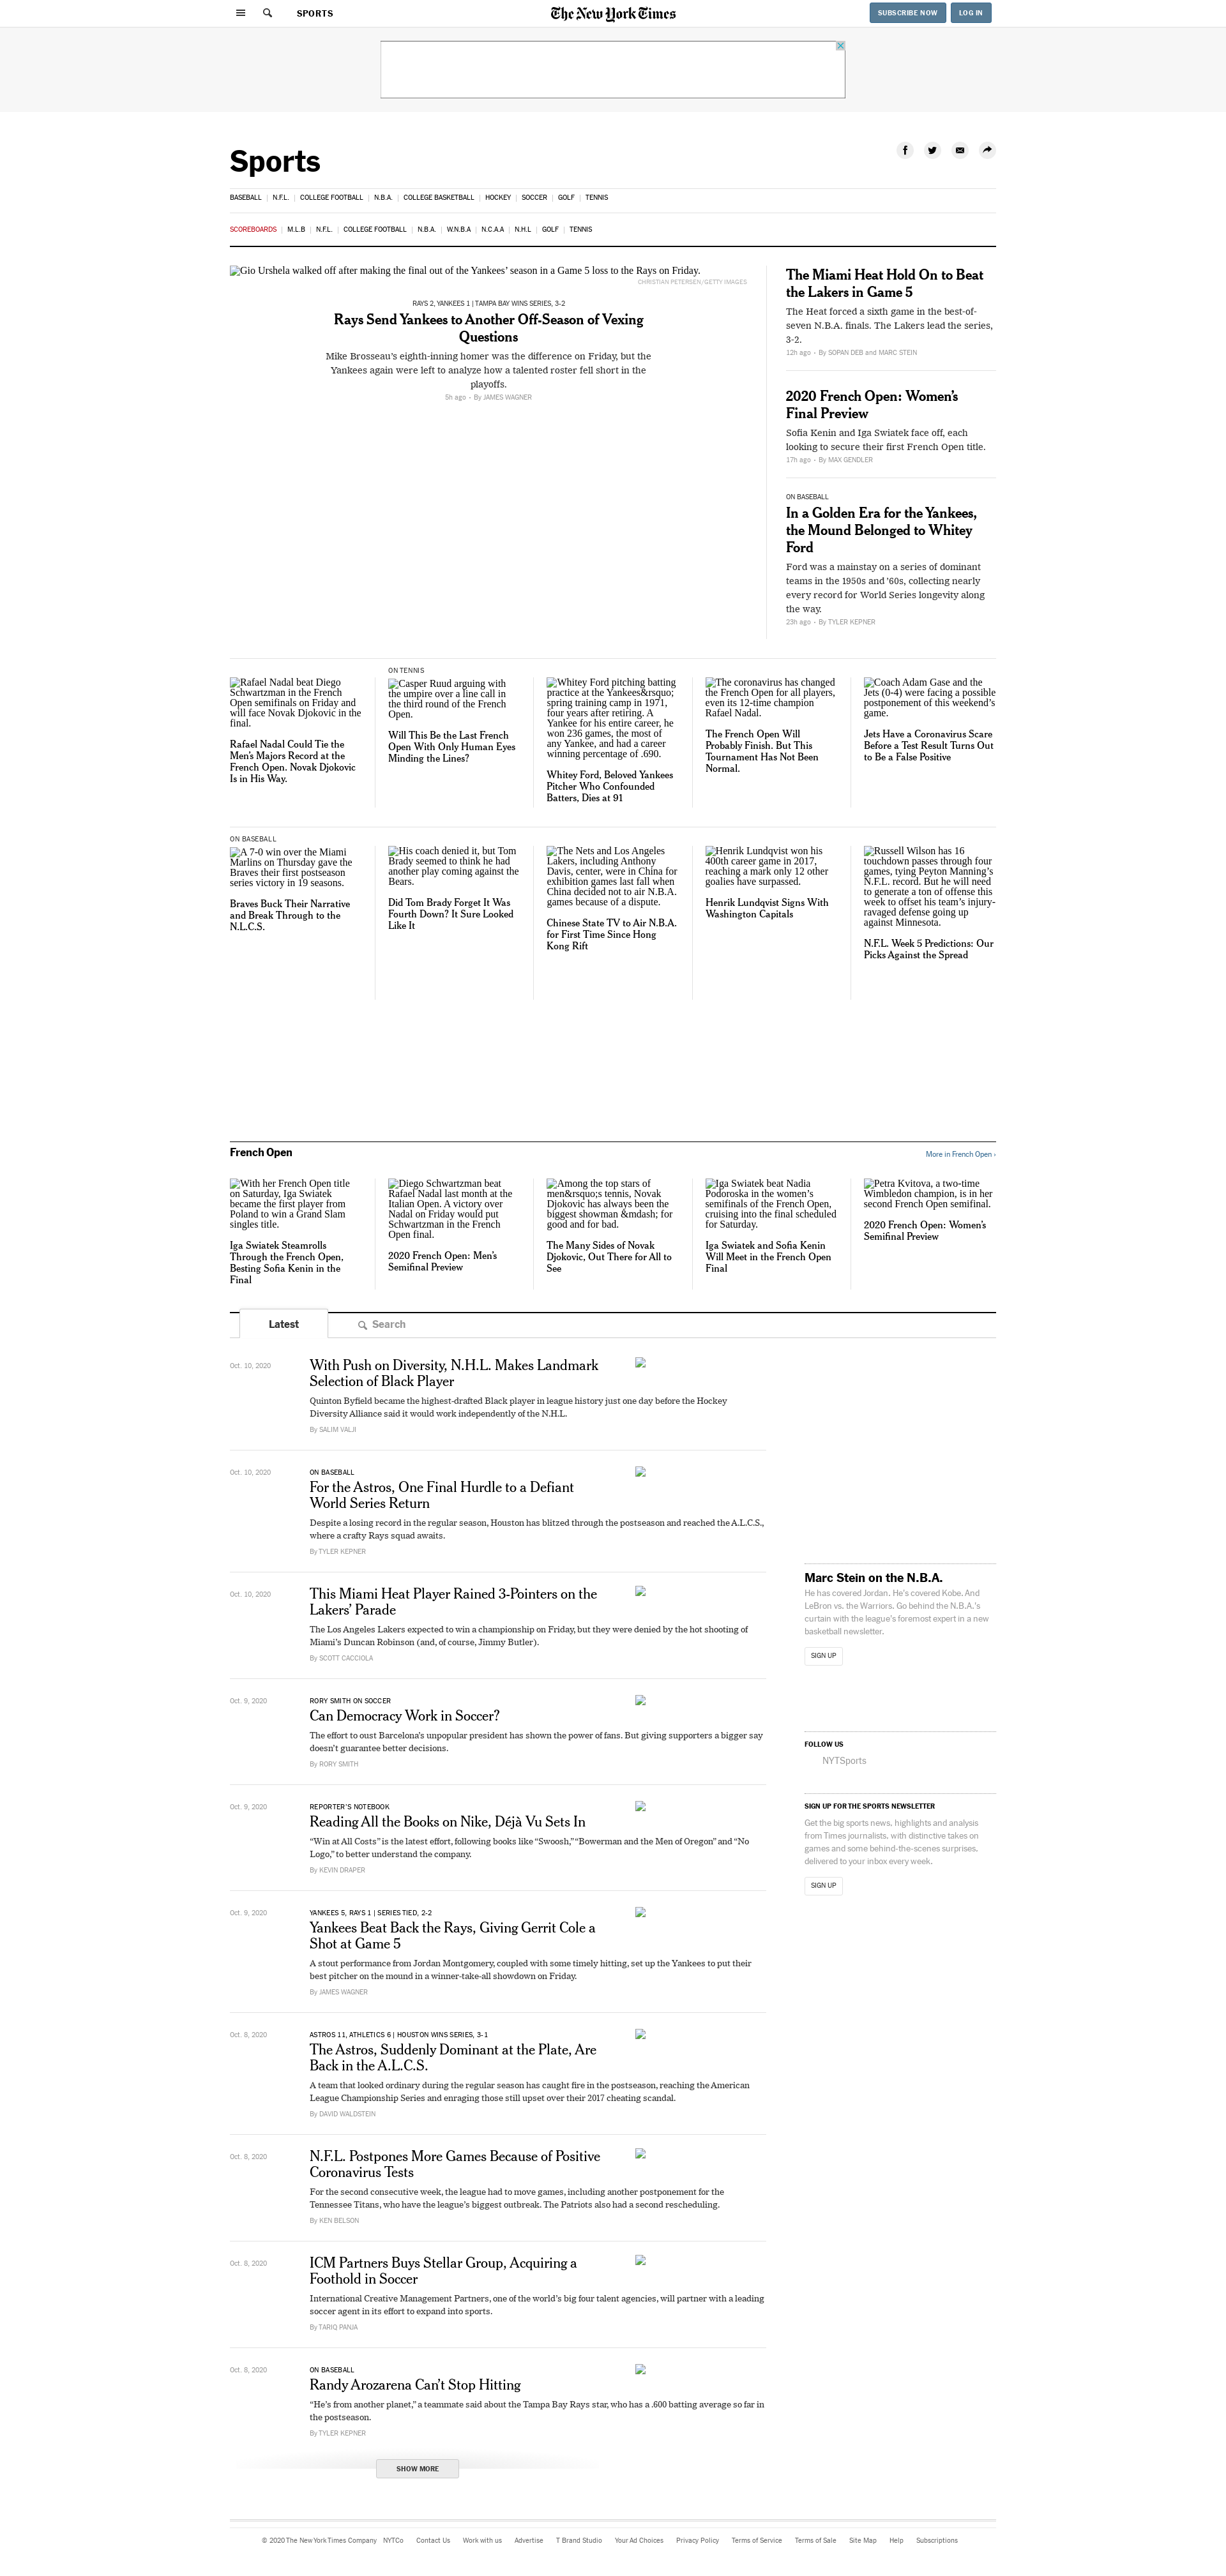 SPORTS
The New York Times
SUBSCRIBE NOW
LOG IN
Sports
BASEBALL | N.F.L. | COLLEGE FOOTBALL | N.B.A. | COLLEGE BASKETBALL | HOCKEY | SOCCER | GOLF | TENNIS
SCOREBOARDS | M.L.B | N.F.L. | COLLEGE FOOTBALL | N.B.A. | W.N.B.A | N.C.A.A | N.H.L | GOLF | TENNIS
Gio Urshela walked off after making the final out of the Yankees' season in a Game 5 loss to the Rays on Friday.
CHRISTIAN PETERSEN/GETTY IMAGES
RAYS 2, YANKEES 1 | TAMPA BAY WINS SERIES, 3-2
Rays Send Yankees to Another Off-Season of Vexing
Questions
Mike Brosseau's eighth-inning homer was the difference on Friday, but the
Yankees again were left to analyze how a talented roster fell short in the
playoffs.
5h ago - By JAMES WAGNER
The Miami Heat Hold On to Beat
the Lakers in Game 5
The Heat forced a sixth game in the best-of-
seven N.B.A. finals. The Lakers lead the series,
3-2.
12h ago - By SOPAN DEB and MARC STEIN
2020 French Open: Women's
Final Preview
Sofia Kenin and Iga Swiatek face off, each
looking to secure their first French Open title.
17h ago - By MAX GENDLER
ON BASEBALL
In a Golden Era for the Yankees,
the Mound Belonged to Whitey
Ford
Ford was a mainstay on a series of dominant
teams in the 1950s and '60s, collecting nearly
every record for World Series longevity along
the way.
23h ago - By TYLER KEPNER
Rafael Nadal beat Diego
Schwartzman in the French
Open semifinals on Friday and
will face Novak Djokovic in the
final.
Rafael Nadal Could Tie the
Men's Majors Record at the
French Open. Novak Djokovic
Is in His Way.
ON TENNIS
Casper Ruud arguing with
the umpire over a line call in
the third round of the French
Open.
Will This Be the Last French
Open With Only Human Eyes
Minding the Lines?
Whitey Ford pitching batting
practice at the Yankees&rsquo;
spring training camp in 1971,
four years after retiring. A
Yankee for his entire career, he
won 236 games, the most of
any Yankee, and had a career
winning percentage of .690.
Whitey Ford, Beloved Yankees
Pitcher Who Confounded
Batters, Dies at 91
The coronavirus has changed
the French Open for all players,
even its 12-time champion
Rafael Nadal.
The French Open Will
Probably Finish. But This
Tournament Has Not Been
Normal.
Coach Adam Gase and the
Jets (0-4) were facing a possible
postponement of this weekend's
game.
Jets Have a Coronavirus Scare
Before a Test Result Turns Out
to Be a False Positive
ON BASEBALL
A 7-0 win over the Miami
Marlins on Thursday gave the
Braves their first postseason
series victory in 19 seasons.
Braves Buck Their Narrative
and Break Through to the
N.L.C.S.
His coach denied it, but Tom
Brady seemed to think he had
another play coming against the
Bears.
Did Tom Brady Forget It Was
Fourth Down? It Sure Looked
Like It
The Nets and Los Angeles
Lakers, including Anthony
Davis, center, were in China for
exhibition games last fall when
China decided not to air N.B.A.
games because of a dispute.
Chinese State TV to Air N.B.A.
for First Time Since Hong
Kong Rift
Henrik Lundqvist won his
400th career game in 2017,
reaching a mark only 12 other
goalies have surpassed.
Henrik Lundqvist Signs With
Washington Capitals
Russell Wilson has 16
touchdown passes through four
games, tying Peyton Manning's
N.F.L. record. But he will need
to generate a ton of offense this
week to offset his team's injury-
ravaged defense going up
against Minnesota.
N.F.L. Week 5 Predictions: Our
Picks Against the Spread
French Open
More in French Open ›
With her French Open title
on Saturday, Iga Swiatek
became the first player from
Poland to win a Grand Slam
singles title.
Iga Swiatek Steamrolls
Through the French Open,
Besting Sofia Kenin in the
Final
Diego Schwartzman beat
Rafael Nadal last month at the
Italian Open. A victory over
Nadal on Friday would put
Schwartzman in the French
Open final.
2020 French Open: Men's
Semifinal Preview
Among the top stars of
men&rsquo;s tennis, Novak
Djokovic has always been the
biggest showman &mdash; for
good and for bad.
The Many Sides of Novak
Djokovic, Out There for All to
See
Iga Swiatek beat Nadia
Podoroska in the women's
semifinals of the French Open,
cruising into the final scheduled
for Saturday.
Iga Swiatek and Sofia Kenin
Will Meet in the French Open
Final
Petra Kvitova, a two-time
Wimbledon champion, is in her
second French Open semifinal.
2020 French Open: Women's
Semifinal Preview
Latest
Search
Oct. 10, 2020
With Push on Diversity, N.H.L. Makes Landmark
Selection of Black Player
Quinton Byfield became the highest-drafted Black player in league history just one day before the Hockey
Diversity Alliance said it would work independently of the N.H.L.
By SALIM VALJI
Oct. 10, 2020
ON BASEBALL
For the Astros, One Final Hurdle to a Defiant
World Series Return
Despite a losing record in the regular season, Houston has blitzed through the postseason and reached the A.L.C.S.,
where a crafty Rays squad awaits.
By TYLER KEPNER
Oct. 10, 2020
This Miami Heat Player Rained 3-Pointers on the
Lakers' Parade
The Los Angeles Lakers expected to win a championship on Friday, but they were denied by the hot shooting of
Miami's Duncan Robinson (and, of course, Jimmy Butler).
By SCOTT CACCIOLA
Oct. 9, 2020
RORY SMITH ON SOCCER
Can Democracy Work in Soccer?
The effort to oust Barcelona's unpopular president has shown the power of fans. But giving supporters a bigger say
doesn't guarantee better decisions.
By RORY SMITH
Oct. 9, 2020
REPORTER'S NOTEBOOK
Reading All the Books on Nike, Déjà Vu Sets In
“Win at All Costs” is the latest effort, following books like “Swoosh,” “Bowerman and the Men of Oregon” and “No
Logo,” to better understand the company.
By KEVIN DRAPER
Oct. 9, 2020
YANKEES 5, RAYS 1 | SERIES TIED, 2-2
Yankees Beat Back the Rays, Giving Gerrit Cole a
Shot at Game 5
A stout performance from Jordan Montgomery, coupled with some timely hitting, set up the Yankees to put their
best pitcher on the mound in a winner-take-all showdown on Friday.
By JAMES WAGNER
Oct. 8, 2020
ASTROS 11, ATHLETICS 6 | HOUSTON WINS SERIES, 3-1
The Astros, Suddenly Dominant at the Plate, Are
Back in the A.L.C.S.
A team that looked ordinary during the regular season has caught fire in the postseason, reaching the American
League Championship Series and enraging those still upset over their 2017 cheating scandal.
By DAVID WALDSTEIN
Oct. 8, 2020
N.F.L. Postpones More Games Because of Positive
Coronavirus Tests
For the second consecutive week, the league had to move games, including another postponement for the
Tennessee Titans, who have the league's biggest outbreak. The Patriots also had a second rescheduling.
By KEN BELSON
Oct. 8, 2020
ICM Partners Buys Stellar Group, Acquiring a
Foothold in Soccer
International Creative Management Partners, one of the world's big four talent agencies, will partner with a leading
soccer agent in its effort to expand into sports.
By TARIQ PANJA
Oct. 8, 2020
ON BASEBALL
Randy Arozarena Can't Stop Hitting
“He's from another planet,” a teammate said about the Tampa Bay Rays star, who has a .600 batting average so far in
the postseason.
By TYLER KEPNER
SHOW MORE
Marc Stein on the N.B.A.
He has covered Jordan. He's covered Kobe. And
LeBron vs. the Warriors. Go behind the N.B.A.'s
curtain with the league's foremost expert in a new
basketball newsletter.
SIGN UP
FOLLOW US
NYTSports
SIGN UP FOR THE SPORTS NEWSLETTER
Get the big sports news, highlights and analysis
from Times journalists, with distinctive takes on
games and some behind-the-scenes surprises,
delivered to your inbox every week.
SIGN UP
© 2020 The New York Times Company NYTCo Contact Us Work with us Advertise T Brand Studio Your Ad Choices Privacy Policy Terms of Service Terms of Sale Site Map Help Subscriptions